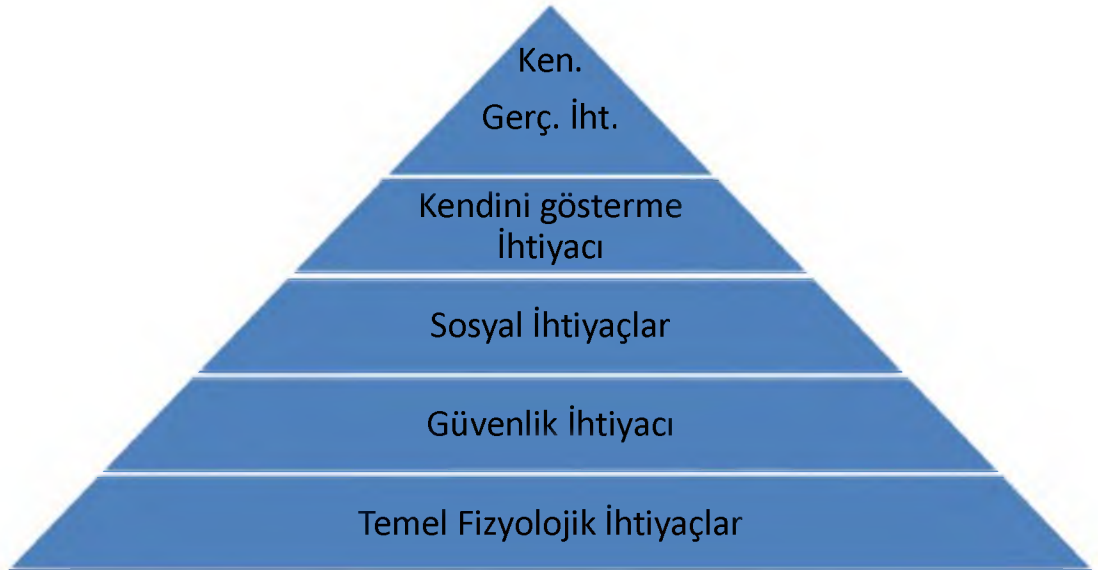 Ken.
Gerç. İht.
Kendini gösterme
İhtiyacı
Sosyal İhtiyaçlar
Güvenlik İhtiyacı
Temel Fizyolojik İhtiyaçlar